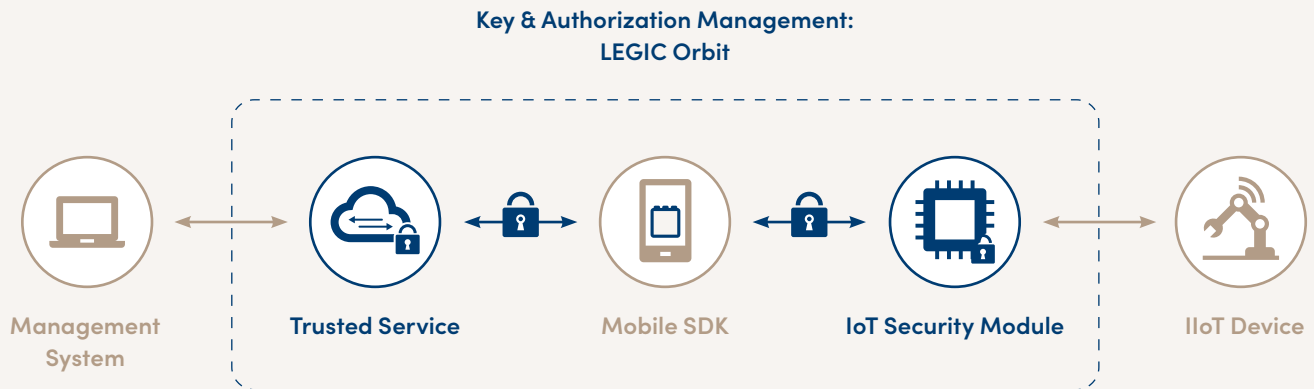 Key & Authorization Management:
LEGIC Orbit
Management
System
Trusted Service
Mobile SDK
IoT Security Module
IIoT Device